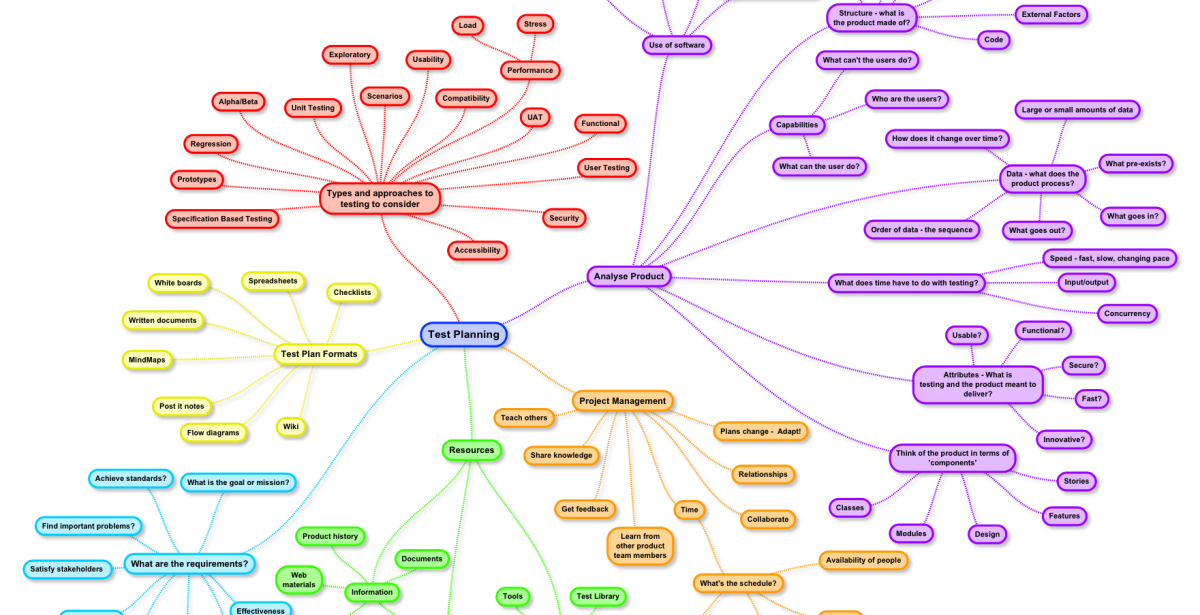 Load
Stress
Exploratory
Usability
Performance
Alpha/Beta
Unit Testing
Scenarios
Compatibility
UAT
Functional
Regression
Prototypes
User Testing
Types and approaches to
testing to consider
Specification Based Testing
Security
Accessibility
Use of software
Structure - what is
the product made of?
External Factors
Code
What can't the users do?
Who are the users?
Capabilities
What can the user do?
Large or small amounts of data
How does it change over time?
What pre-exists?
Data - what does the
product process?
What goes in?
Order of data - the sequence
What goes out?
Analyse Product
Speed - fast, slow, changing pace
What does time have to do with testing?
Input/output
Concurrency
Usable?
Functional?
Secure?
Attributes - What is
testing and the product meant to
deliver?
Fast?
Innovative?
Think of the product in terms of
'components'
Stories
Classes
Features
Modules
Design
Test Planning
White boards
Spreadsheets
Checklists
Written documents
Test Plan Formats
MindMaps
Post it notes
Flow diagrams
Wiki
Project Management
Teach others
Plans change - Adapt!
Share knowledge
Relationships
Get feedback
Time
Collaborate
Learn from
other product
team members
What's the schedule?
Availability of people
Resources
Product history
Documents
Web
materials
Information
Tools
Test Library
Achieve standards?
What is the goal or mission?
Find important problems?
Satisfy stakeholders
What are the requirements?
Effectiveness